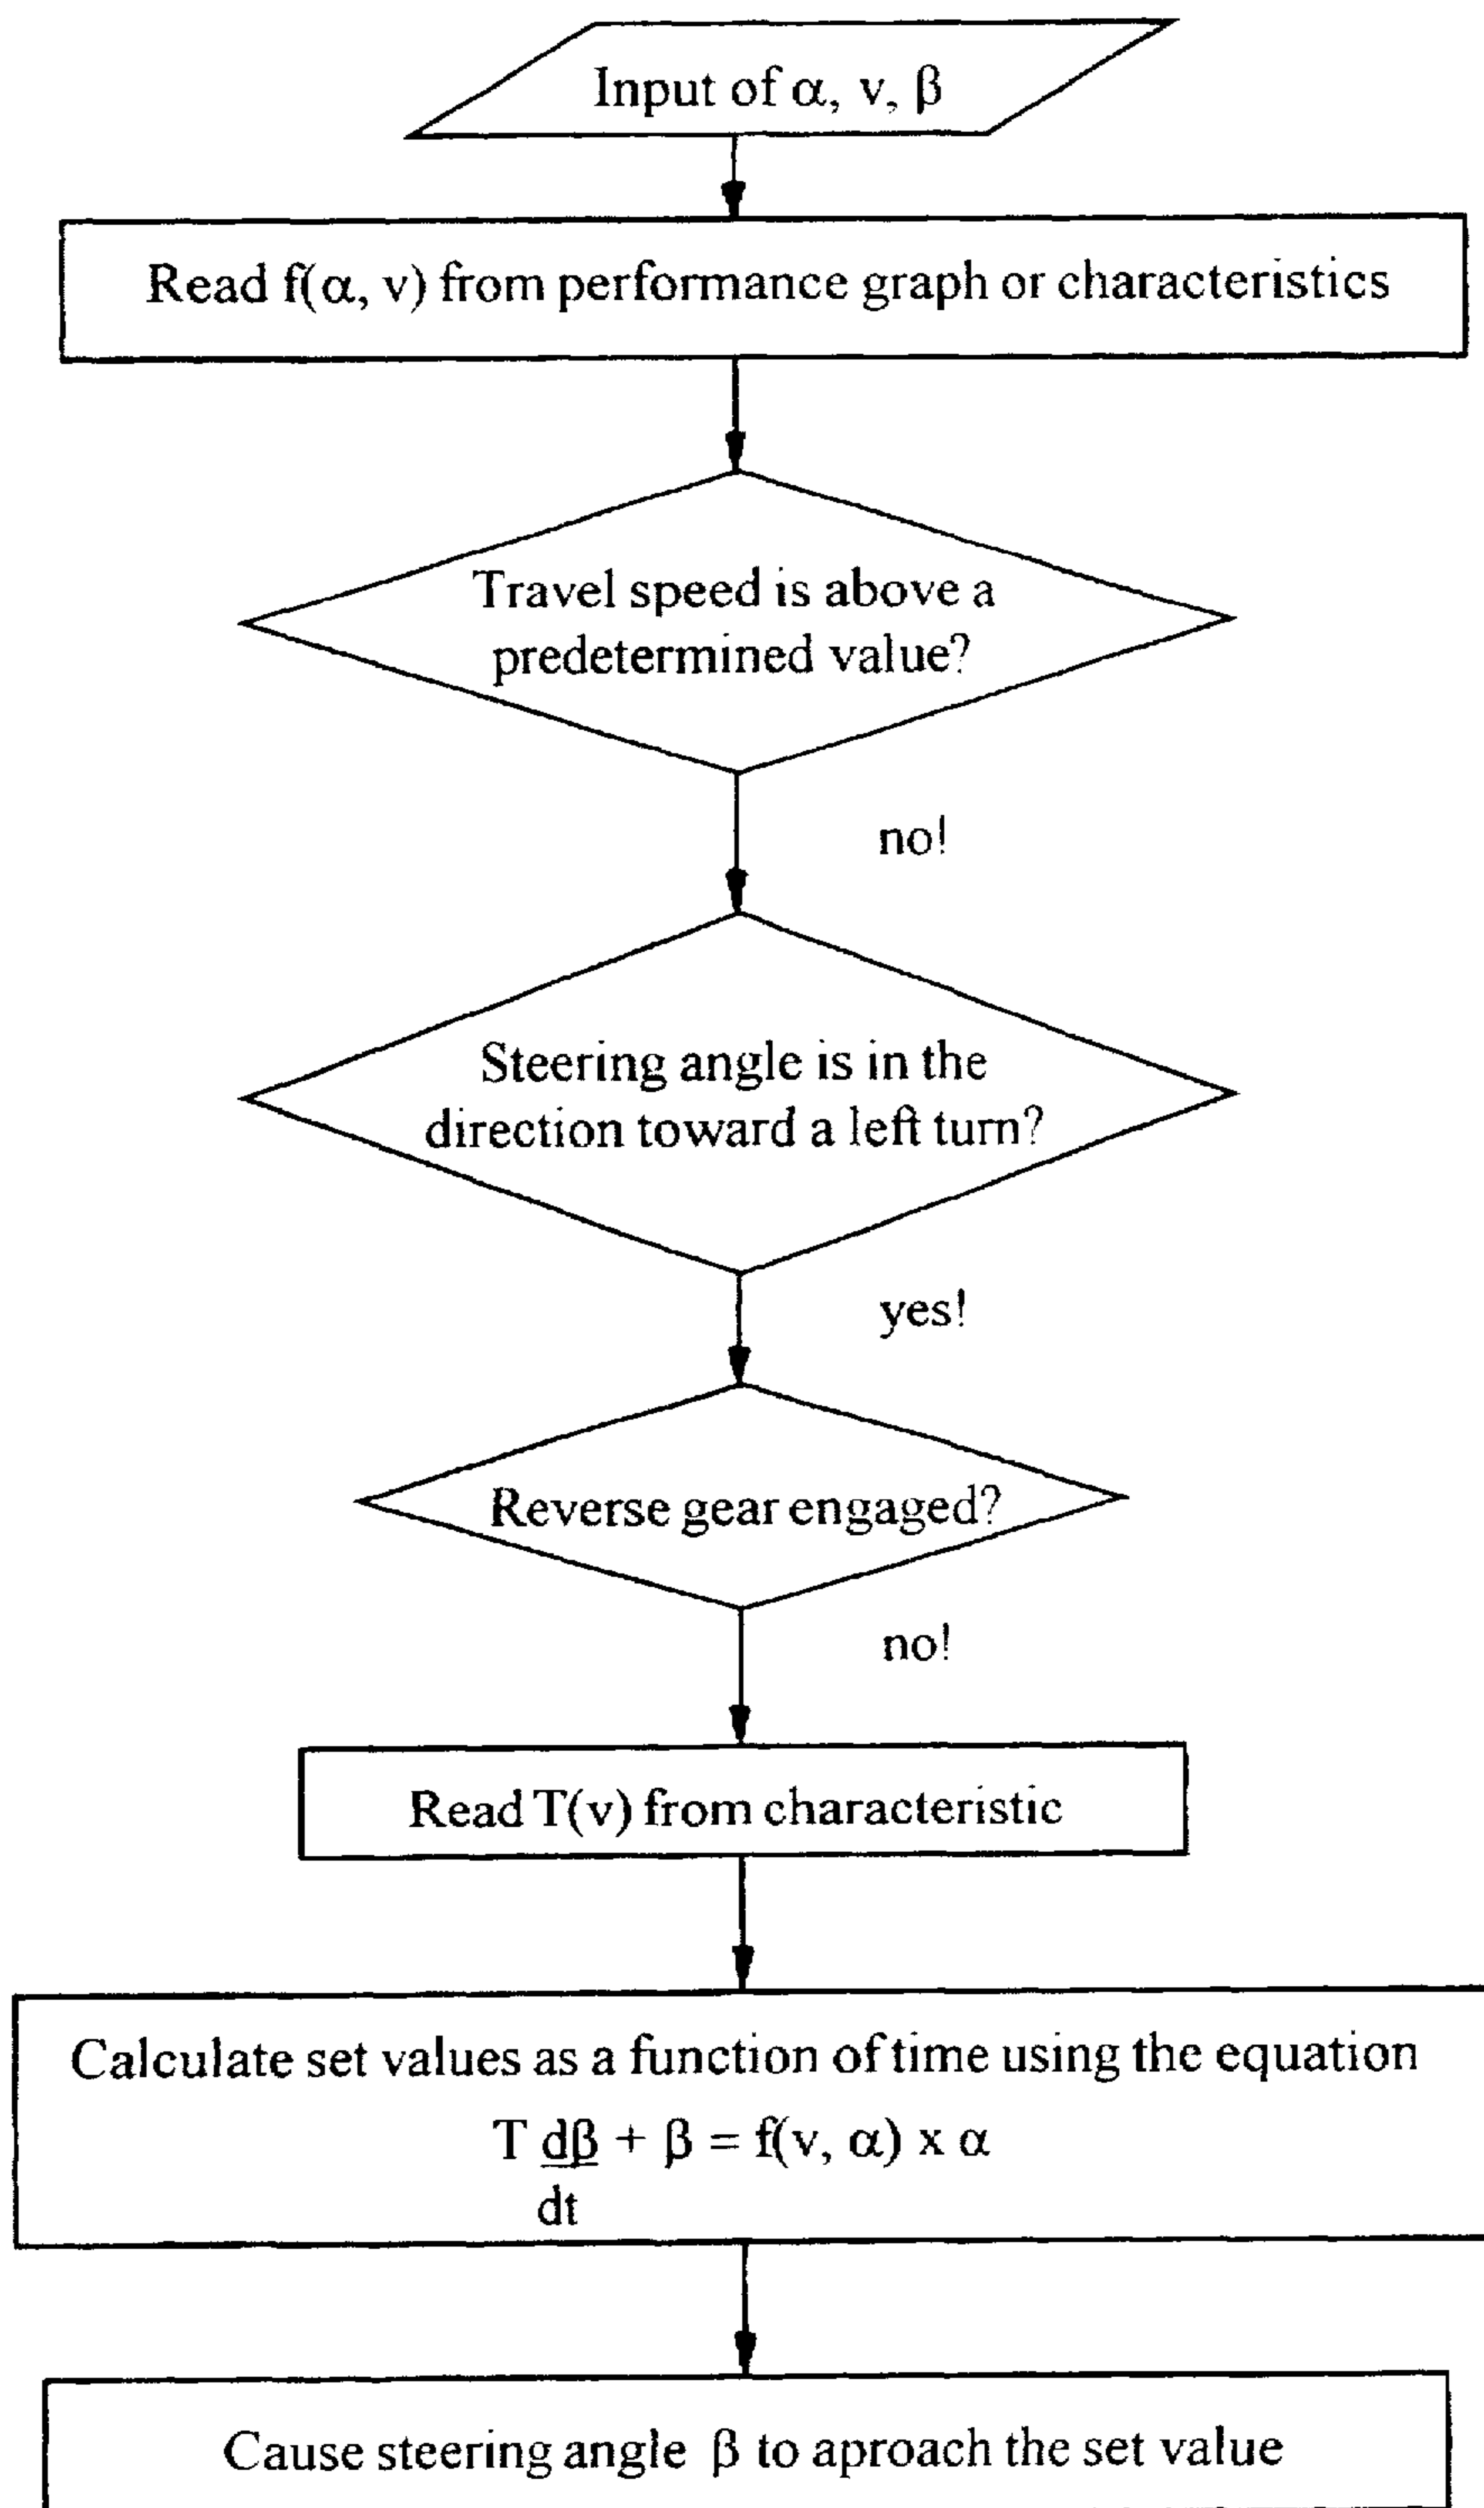 Input of α, v, β
Read f(α, v) from performance graph or characteristics
Travel speed is above a
predetermined value?
no!
Steering angle is in the
direction toward a left turn?
yes!
Reverse gear engaged?
no!
Read T(v) from characteristic
Calculate set values as a function of time using the equation
T dβ + β = f(v, α) x α
dt
Cause steering angle β to aproach the set value